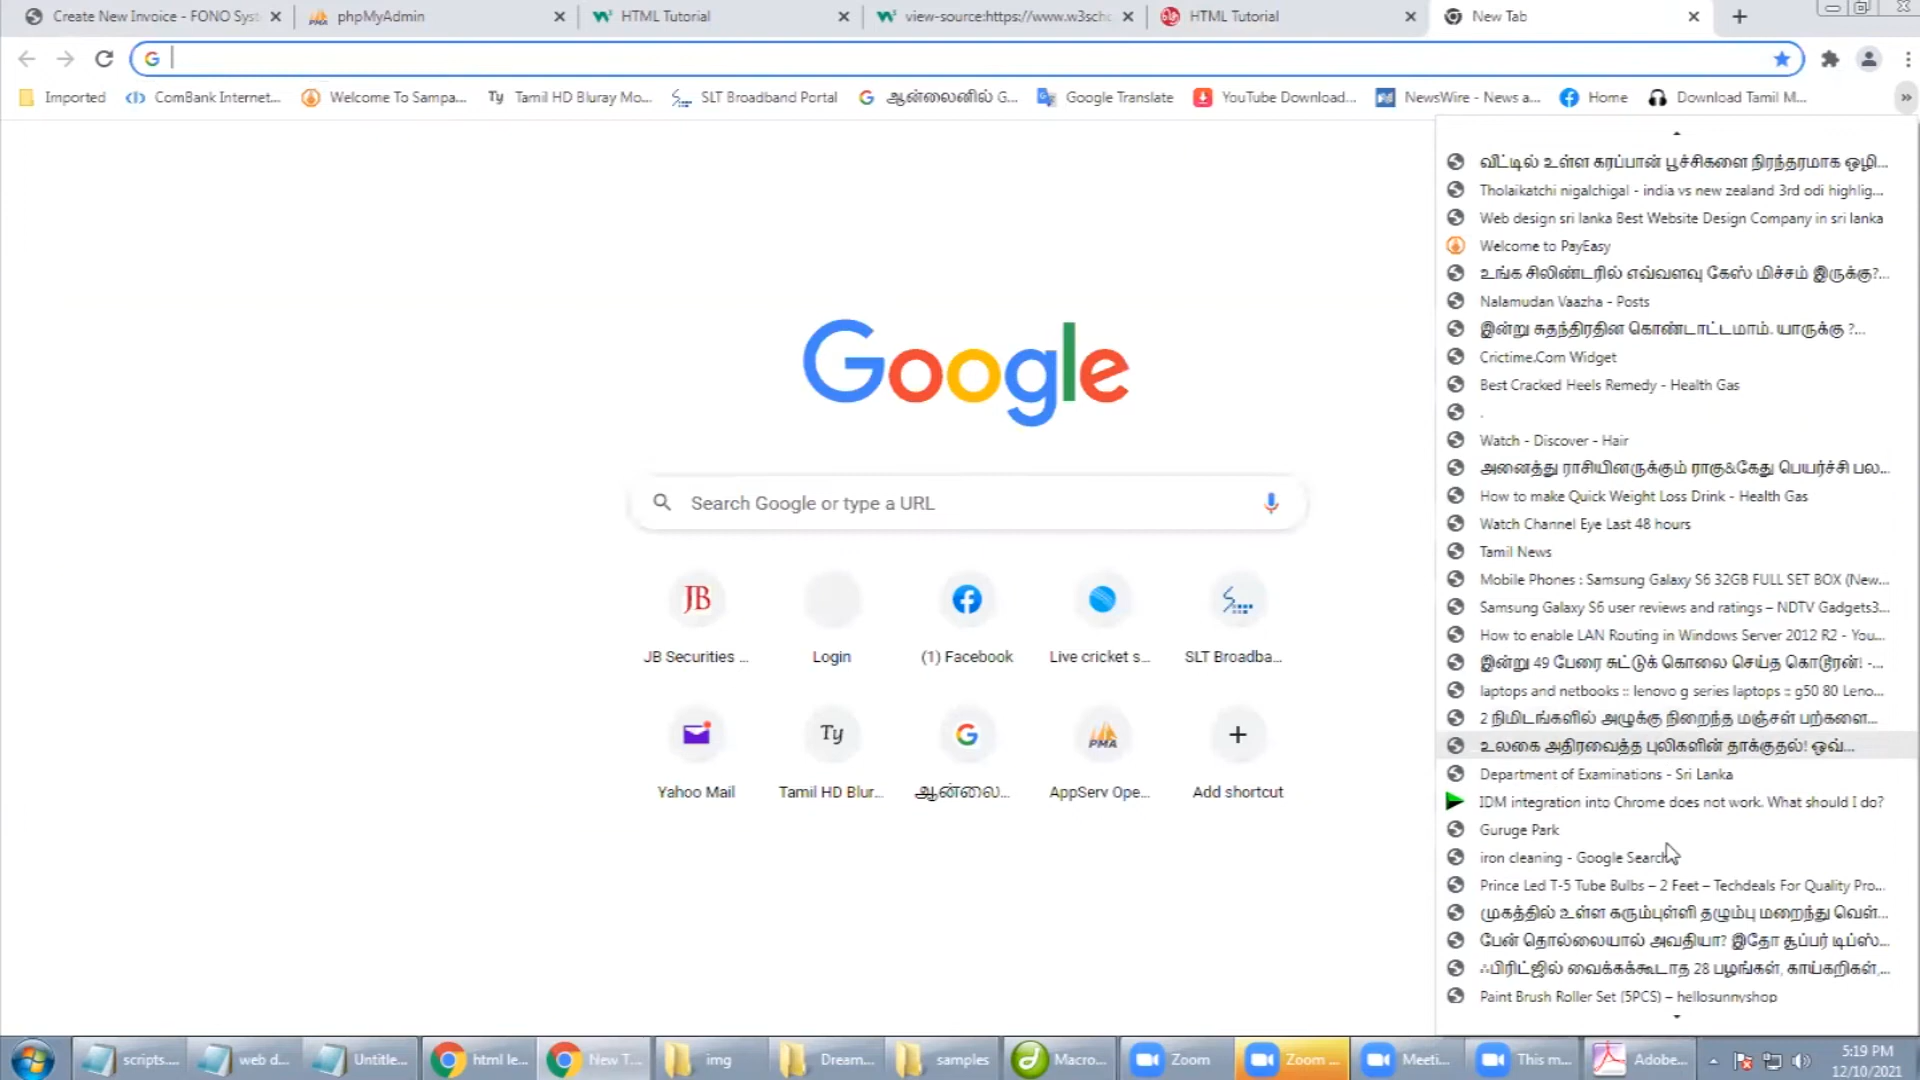 Create New Invoice - FONO Syst
phpMyAdmin
HTML Tutorial
view-source:https://www.w3scho
HTML Tutorial
New Tab
Imported
ComBank Internet...
Welcome To Sampa...
Ty Tamil HD Bluray Mo...
SLT Broadband Portal
ஆன்லைனில் G...
Google Translate
YouTube Download...
NewsWire - News a...
Home
Download Tamil M...
வீட்டில் உள்ள கரப்பான் பூச்சிகளை நிரந்தரமாக ஒழி...
Tholaikatchi nigalchigal - india vs new zealand 3rd odi highlig...
Web design sri lanka Best Website Design Company in sri lanka
Welcome to PayEasy
உங்க சிலிண்டரில் எவ்வளவு கேஸ் மிச்சம் இருக்கு?...
Nalamudan Vaazha - Posts
இன்று சுதந்திரதின கொண்டாட்டமாம். யாருக்கு ?...
Crictime.Com Widget
Best Cracked Heels Remedy - Health Gas
.
Watch - Discover - Hair
அனைத்து ராசியினருக்கும் ராகு&கேது பெயர்ச்சி பல...
How to make Quick Weight Loss Drink - Health Gas
Watch Channel Eye Last 48 hours
Tamil News
Mobile Phones : Samsung Galaxy S6 32GB FULL SET BOX (New...
Samsung Galaxy S6 user reviews and ratings – NDTV Gadgets3...
How to enable LAN Routing in Windows Server 2012 R2 - You...
இன்று 49 பேரை சுட்டுக் கொலை செய்த கொடூரன்! -...
laptops and netbooks :: lenovo g series laptops :: g50 80 Leno...
2 நிமிடங்களில் அழுக்கு நிறைந்த மஞ்சள் பற்களை...
உலகை அதிரவைத்த புலிகளின் தாக்குதல்! ஒவ்...
Department of Examinations - Sri Lanka
IDM integration into Chrome does not work. What should I do?
Guruge Park
iron cleaning - Google Search
Prince Led T-5 Tube Bulbs – 2 Feet – Techdeals For Quality Pro...
முகத்தில் உள்ள கரும்புள்ளி தழும்பு மறைந்து வெள்...
பேன் தொல்லையால் அவதியா? இதோ சூப்பர் டிப்ஸ்...
ஃபிரிட்ஜில் வைக்கக்கூடாத 28 பழங்கள், காய்கறிகள்,...
Paint Brush Roller Set (5PCS) – hellosunnyshop
Google
Search Google or type a URL
JB
JB Securities ...
Login
(1) Facebook
Live cricket s...
SLT Broadba...
Yahoo Mail
Ty
Tamil HD Blur...
ஆன்லை...
PMA
AppServ Ope...
Add shortcut
scripts....
web d...
Untitle...
html le...
New T...
img
Dream...
samples
Macro...
Zoom
Zoom ...
Meeti...
This m...
Adobe...
5:19 PM
12/10/2021